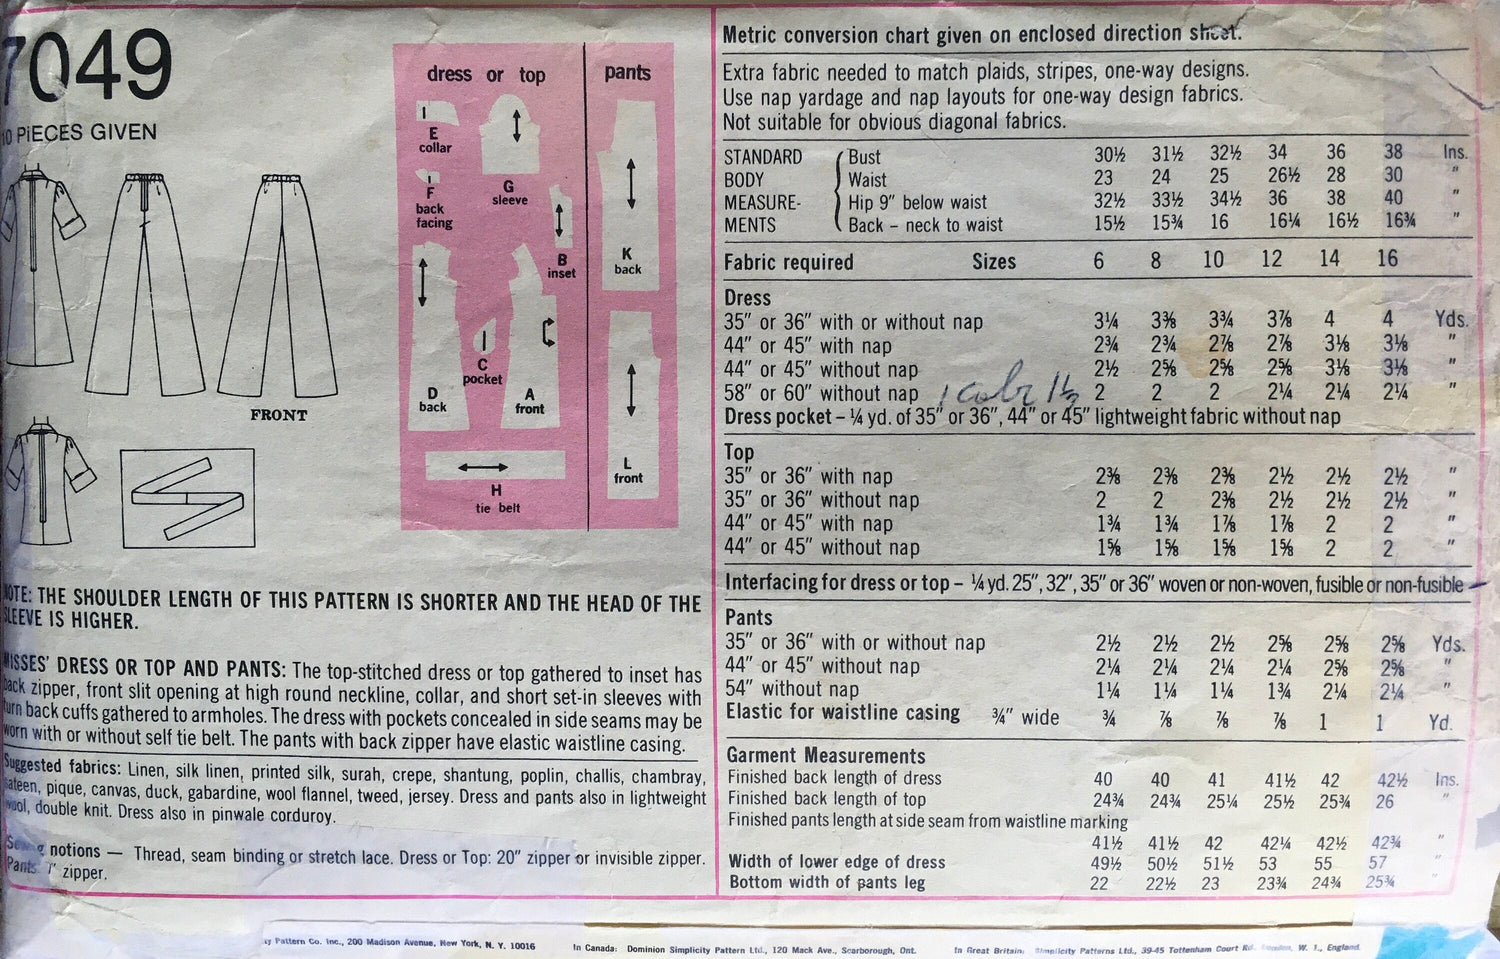 7049
10 PIECES GIVEN
FRONT
dress or top
pants
E
collar
F
back
facing
G
sleeve
B
inset
D
back
C
pocket
A
front
H
tie belt
K
back
L
front
NOTE: THE SHOULDER LENGTH OF THIS PATTERN IS SHORTER AND THE HEAD OF THE
SLEEVE IS HIGHER.
MISSES' DRESS OR TOP AND PANTS: The top-stitched dress or top gathered to inset has
back zipper, front slit opening at high round neckline, collar, and short set-in sleeves with
turn back cuffs gathered to armholes. The dress with pockets concealed in side seams may be
worn with or without self tie belt. The pants with back zipper have elastic waistline casing.
Suggested fabrics: Linen, silk linen, printed silk, surah, crepe, shantung, poplin, challis, chambray,
sateen, pique, canvas, duck, gabardine, wool flannel, tweed, jersey. Dress and pants also in lightweight
wool, double knit. Dress also in pinwale corduroy.
notions — Thread, seam binding or stretch lace. Dress or Top: 20" zipper or invisible zipper.
Pants 7" zipper.
Metric conversion chart given on enclosed direction sheet.
Extra fabric needed to match plaids, stripes, one-way designs.
Use nap yardage and nap layouts for one-way design fabrics.
Not suitable for obvious diagonal fabrics.
STANDARD Bust 30½ 31½ 32½ 34 36 38 Ins.
BODY Waist 23 24 25 26½ 28 30 "
MEASURE- Hip 9" below waist 32½ 33½ 34½ 36 38 40 "
MENTS Back – neck to waist 15½ 15¾ 16 16¼ 16½ 16¾ "
Fabric required Sizes 6 8 10 12 14 16
Dress
35" or 36" with or without nap 3¼ 3⅜ 3¾ 3⅞ 4 4 Yds.
44" or 45" with nap 2¾ 2¾ 2⅞ 2⅞ 3⅛ 3⅛ "
44" or 45" without nap 2½ 2⅝ 2⅝ 2⅝ 3⅛ 3⅛ "
58" or 60" without nap 2 2 2 2¼ 2¼ 2¼ "
Dress pocket – ¼ yd. of 35" or 36", 44" or 45" lightweight fabric without nap
Top
35" or 36" with nap 2⅜ 2⅜ 2⅜ 2½ 2½ 2½ "
35" or 36" without nap 2 2 2⅜ 2½ 2½ 2½ "
44" or 45" with nap 1¾ 1¾ 1⅞ 1⅞ 2 2 "
44" or 45" without nap 1⅝ 1⅝ 1⅝ 1⅝ 2 2 "
Interfacing for dress or top – ¼ yd. 25", 32", 35" or 36" woven or non-woven, fusible or non-fusible
Pants
35" or 36" with or without nap 2½ 2½ 2½ 2⅝ 2⅝ 2⅝ Yds.
44" or 45" without nap 2¼ 2¼ 2¼ 2¼ 2⅝ 2⅝ "
54" without nap 1¼ 1¼ 1¼ 1¾ 2¼ 2¼ "
Elastic for waistline casing ¾" wide ¾ ⅞ ⅞ ⅞ 1 1 Yd.
Garment Measurements
Finished back length of dress 40 40 41 41½ 42 42½ Ins.
Finished back length of top 24¾ 24¾ 25¼ 25½ 25¾ 26 "
Finished pants length at side seam from waistline marking
41½ 41½ 42 42¼ 42½ 42¾ "
Width of lower edge of dress 49½ 50½ 51½ 53 55 57 "
Bottom width of pants leg 22 22½ 23 23¾ 24¾ 25¾ "
Pattern Co. Inc., 200 Madison Avenue, New York, N. Y. 10016 In Canada: Dominion Simplicity Pattern Ltd., 120 Mack Ave., Scarborough, Ont. In Great Britain: Simplicity Patterns Ltd., 39-45 Tottenham Court Rd. London, W. 1., England.